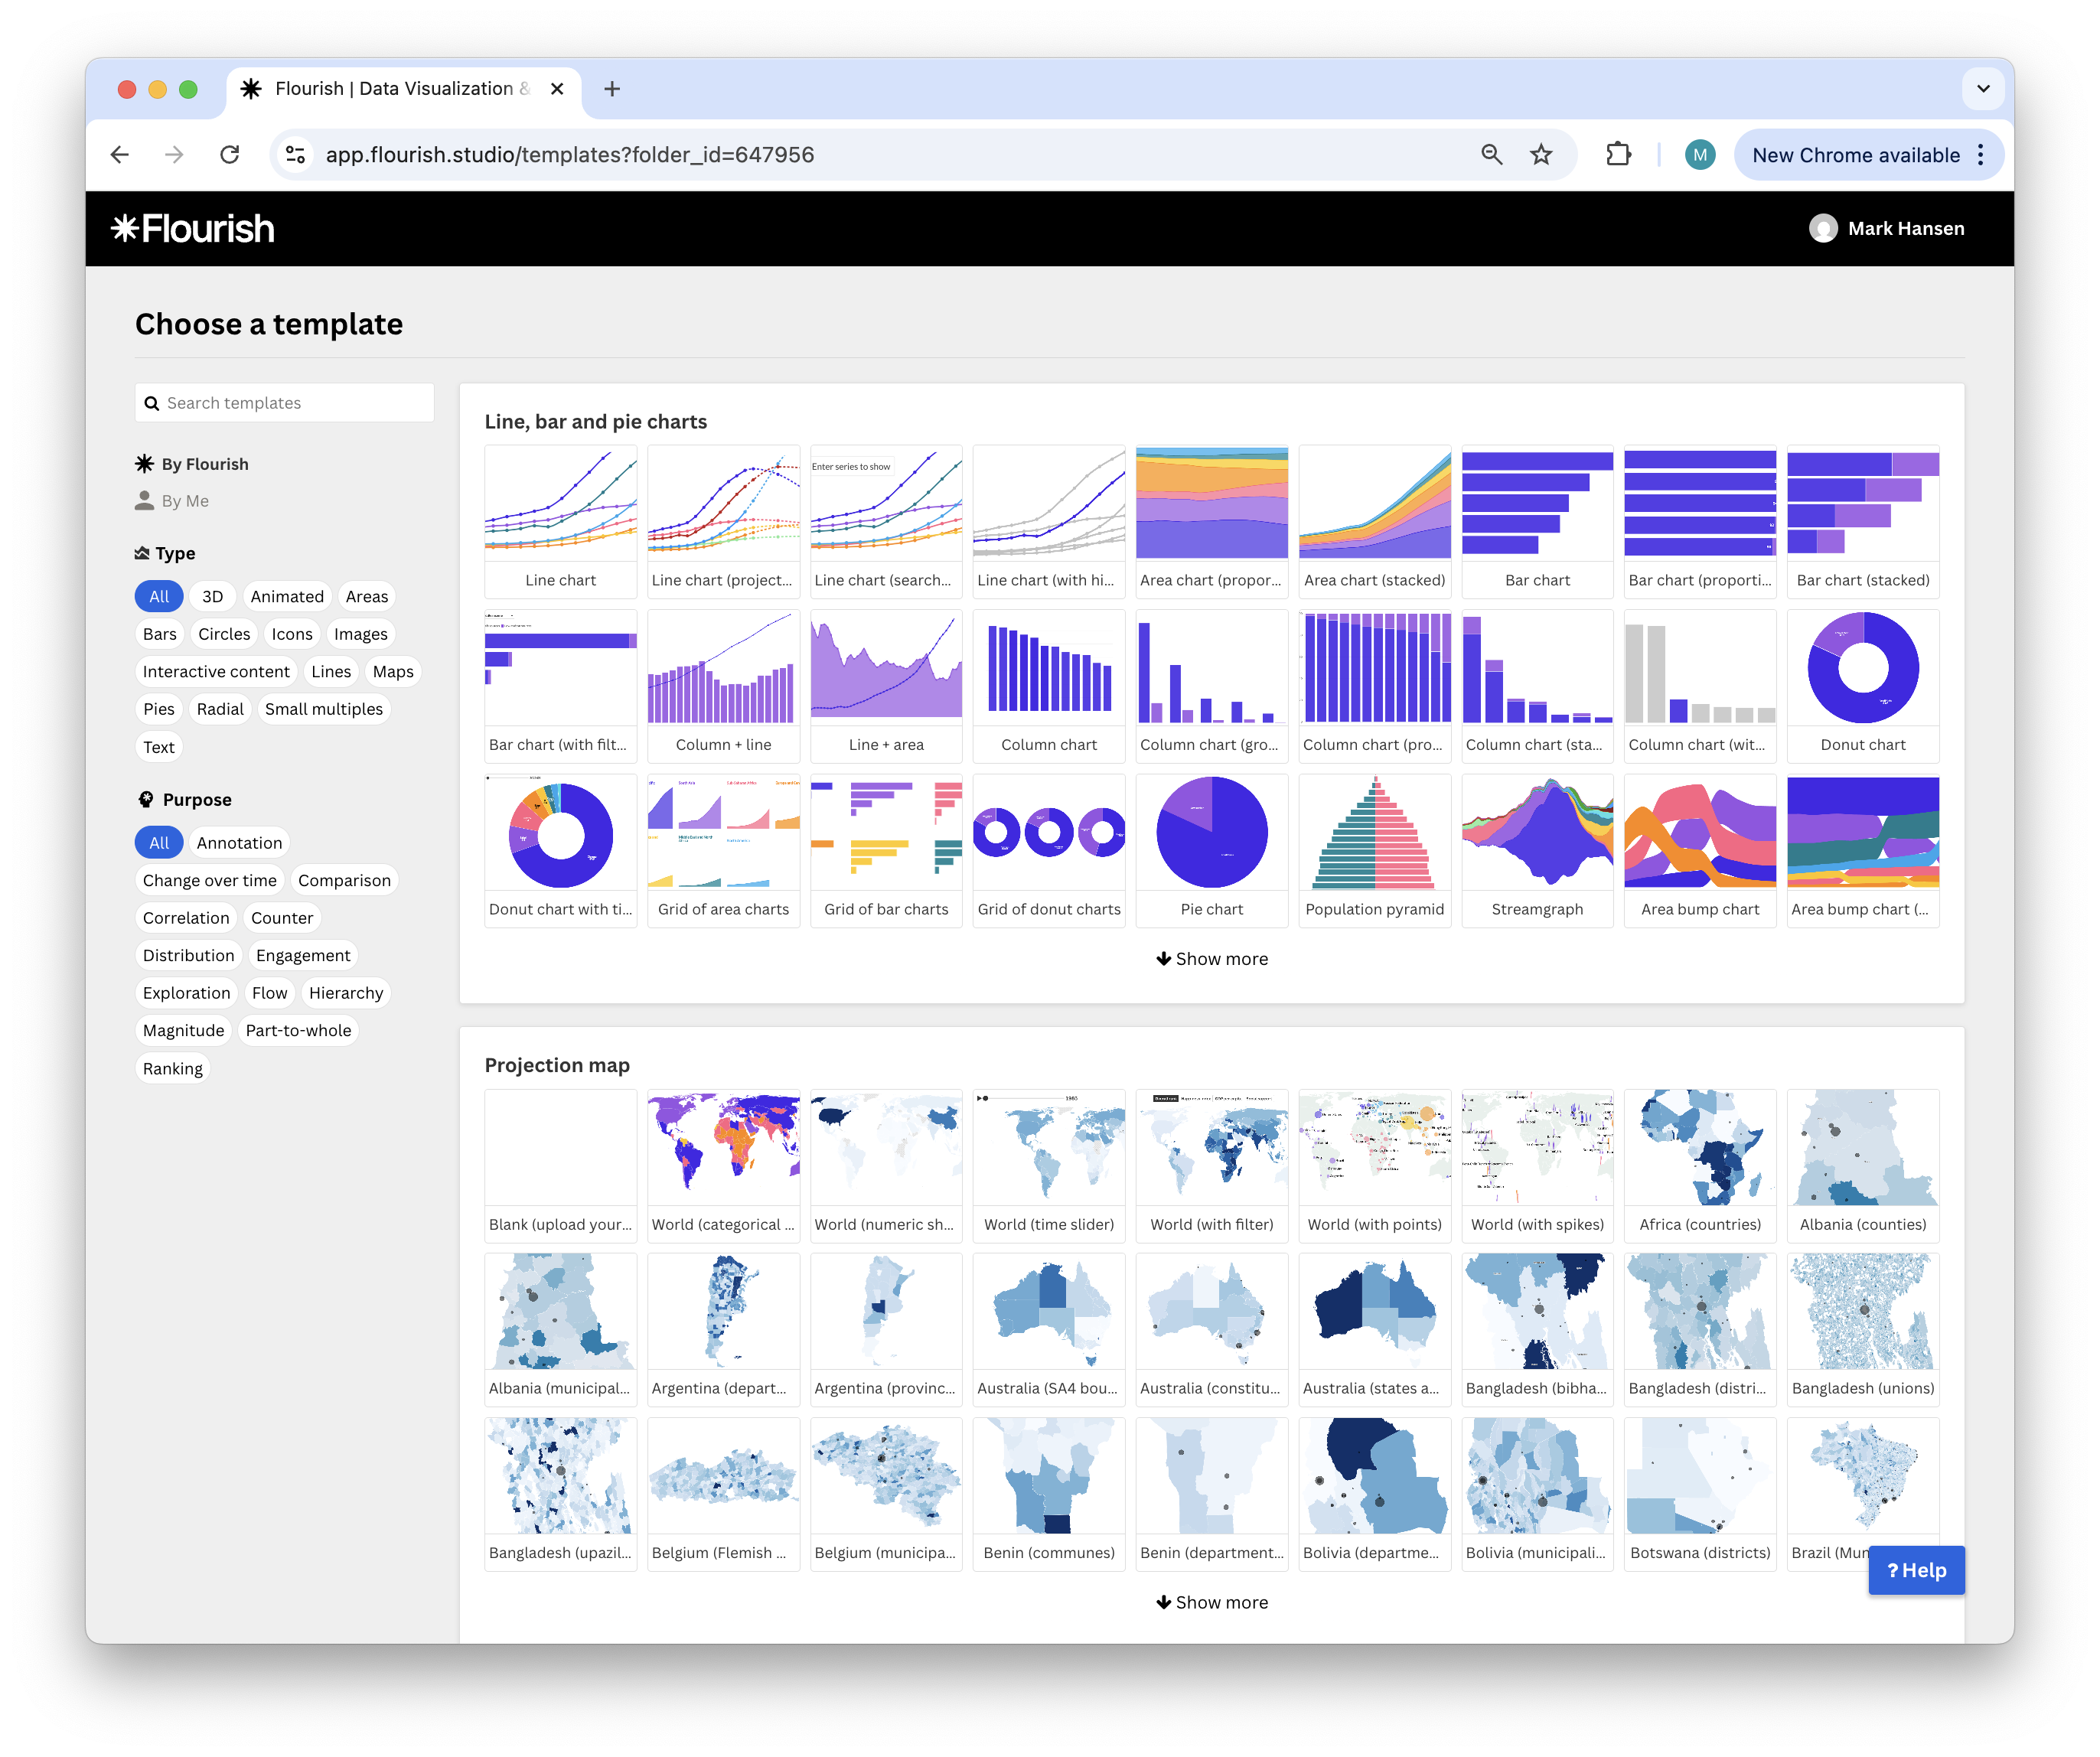 Flourish | Data Visualization &
app.flourish.studio/templates?folder_id=647956
M
New Chrome available
Flourish
Mark Hansen
Choose a template
Search templates
By Flourish
By Me
Type
All 3D Animated Areas
Bars Circles Icons Images
Interactive content Lines Maps
Pies Radial Small multiples
Text
Purpose
All Annotation
Change over time Comparison
Correlation Counter
Distribution Engagement
Exploration Flow Hierarchy
Magnitude Part-to-whole
Ranking
Line, bar and pie charts
Enter series to show
Line chart
Line chart (project...
Line chart (search...
Line chart (with hi...
Area chart (propor...
Area chart (stacked)
Bar chart
Bar chart (proporti...
Bar chart (stacked)
Bar chart (with filt...
Column + line
Line + area
Column chart
Column chart (gro...
Column chart (pro...
Column chart (sta...
Column chart (wit...
Donut chart
Donut chart with ti...
Grid of area charts
Grid of bar charts
Grid of donut charts
Pie chart
Population pyramid
Streamgraph
Area bump chart
Area bump chart (...
Show more
Projection map
Blank (upload your...
World (categorical ...
World (numeric sh...
World (time slider)
World (with filter)
World (with points)
World (with spikes)
Africa (countries)
Albania (counties)
Albania (municipal...
Argentina (depart...
Argentina (provinc...
Australia (SA4 bou...
Australia (constitu...
Australia (states a...
Bangladesh (bibha...
Bangladesh (distri...
Bangladesh (unions)
Bangladesh (upazil...
Belgium (Flemish ...
Belgium (municipa...
Benin (communes)
Benin (department...
Bolivia (departme...
Bolivia (municipali...
Botswana (districts)
Brazil (Mun
? Help
Show more